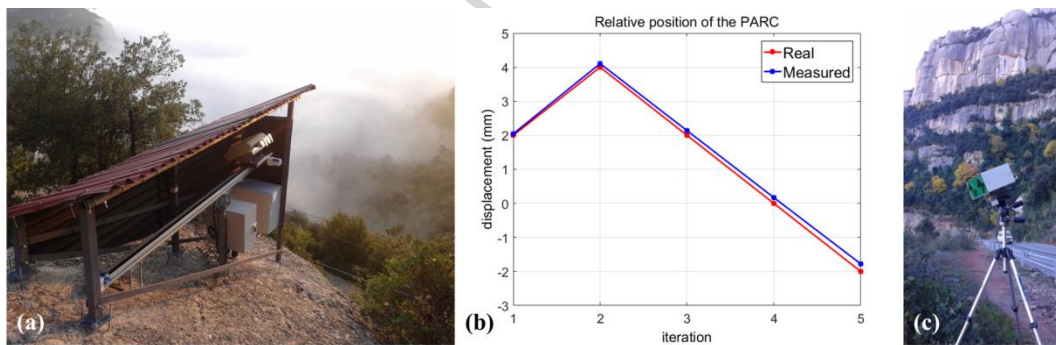 Relative position of the PARC
5
4
3
2
1
0
-1
-2
-3
displacement (mm)
Real
Measured
1
2
3
4
5
iteration
(a)
(b)
(c)